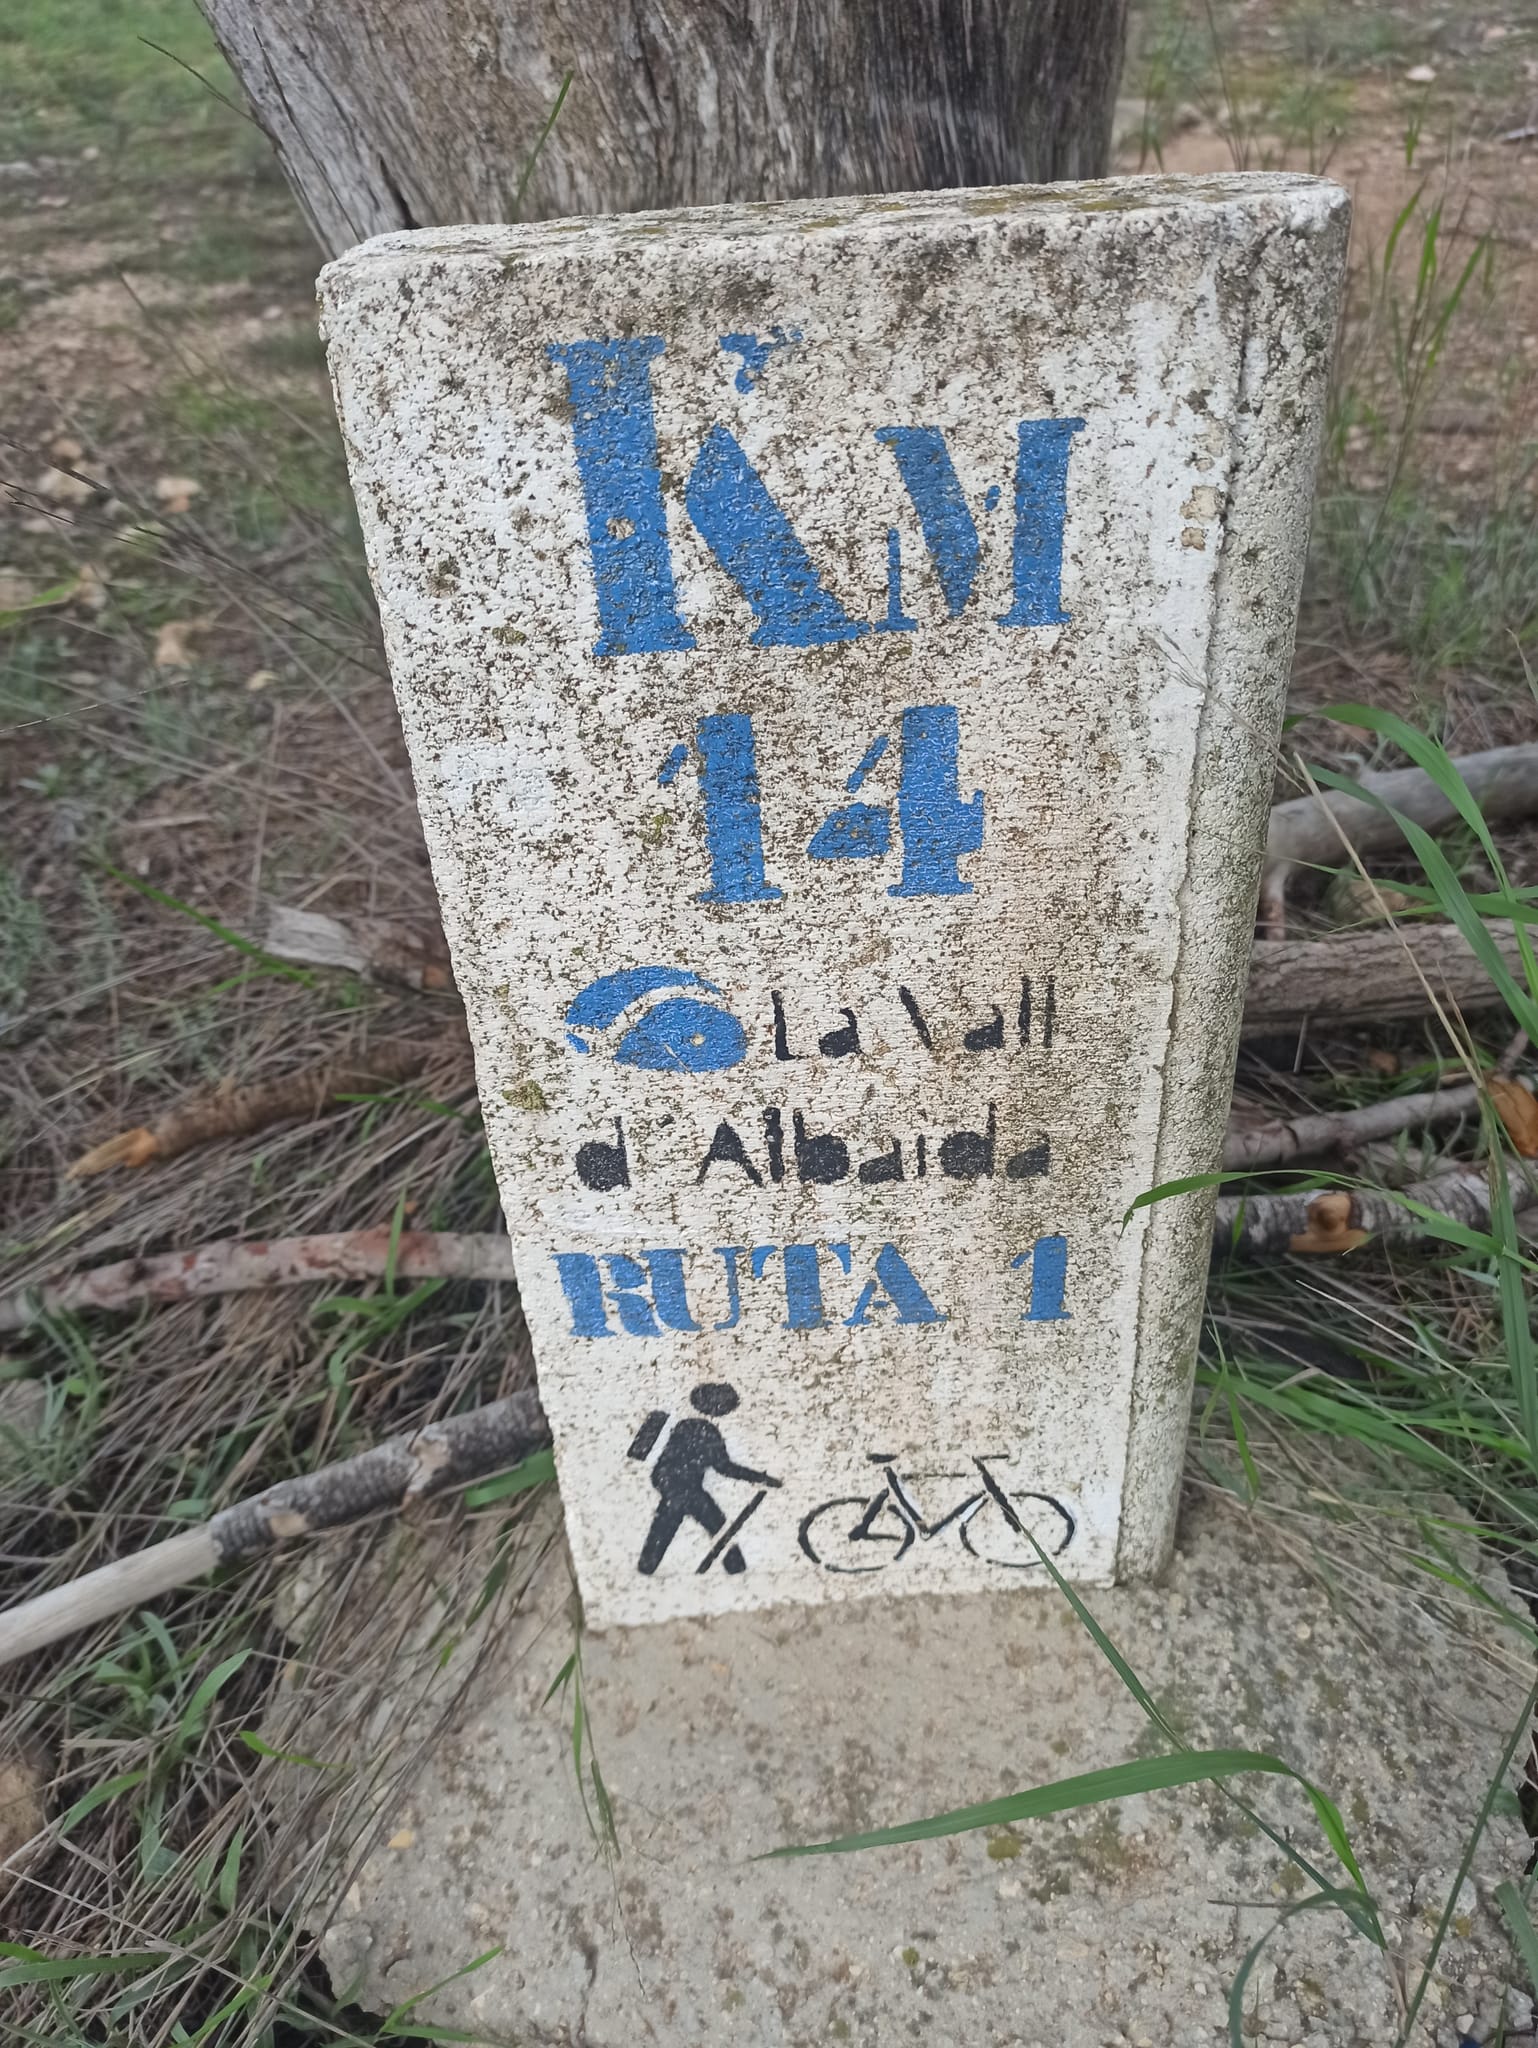 Km
14
La Vall
d'Albaida
RUTA 1